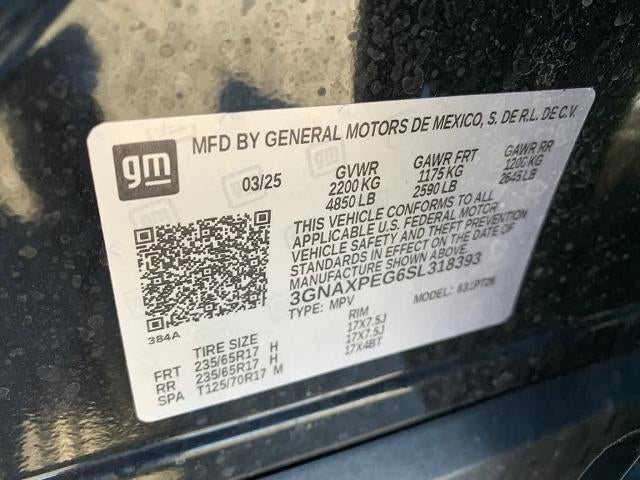 gm
MFD BY GENERAL MOTORS DE MEXICO, S. DE R.L. DE C.V.
03/25 GVWR GAWR FRT GAWR RR
2200 KG 1175 KG 1200 KG
4850 LB 2590 LB 2645 LB
THIS VEHICLE CONFORMS TO ALL
APPLICABLE U.S. FEDERAL MOTOR
VEHICLE SAFETY AND THEFT PREVENTION
STANDARDS IN EFFECT ON THE DATE OF
MANUFACTURE SHOWN ABOVE.
3GNAXPEG6SL318393
TYPE: MPV MODEL: 631PT26
384A
TIRE SIZE RIM
FRT 235/65R17 H 17X7.5J
RR 235/65R17 H 17X7.5J
SPA T125/70R17 M 17X4BT